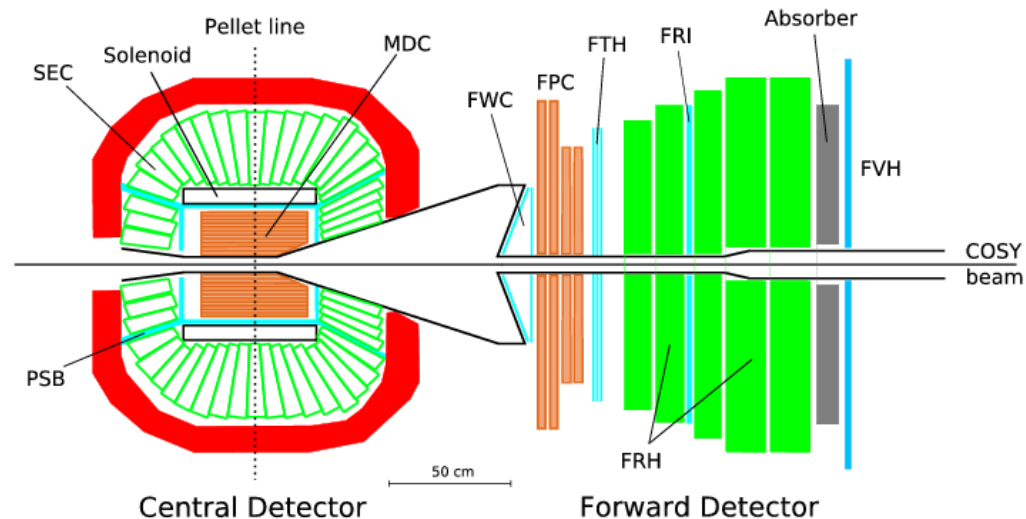 Pellet line
Solenoid
MDC
SEC
FWC
FPC
FTH
FRI
Absorber
FVH
COSY
beam
PSB
FRH
50 cm
Central Detector
Forward Detector